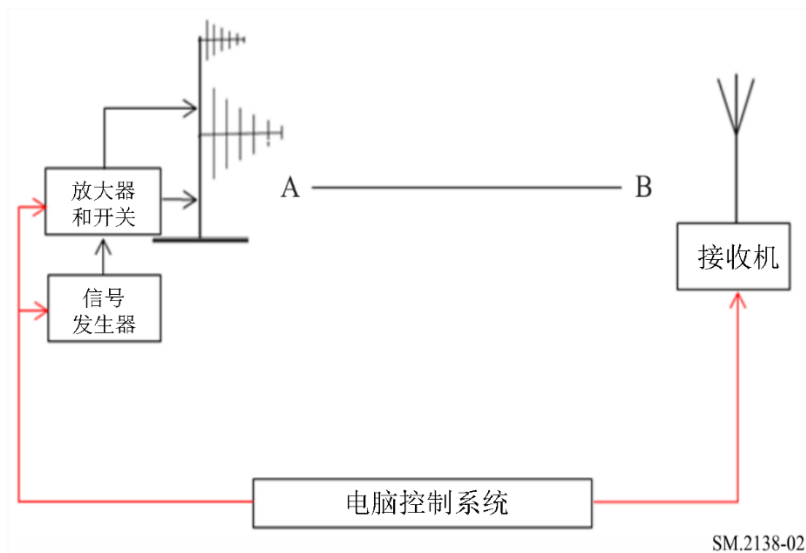 放大器
和开关
A
B
接收机
信号
发生器
电脑控制系统
SM.2138-02